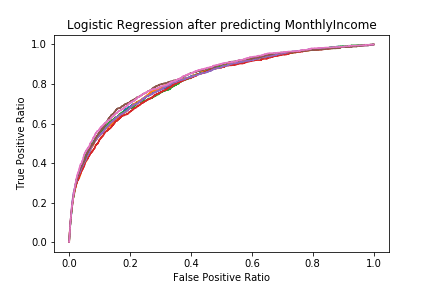 Logistic Regression after predicting MonthlyIncome
True Positive Ratio
1.0
0.8
0.6
0.4
0.2
0.0
0.0 0.2 0.4 0.6 0.8 1.0
False Positive Ratio